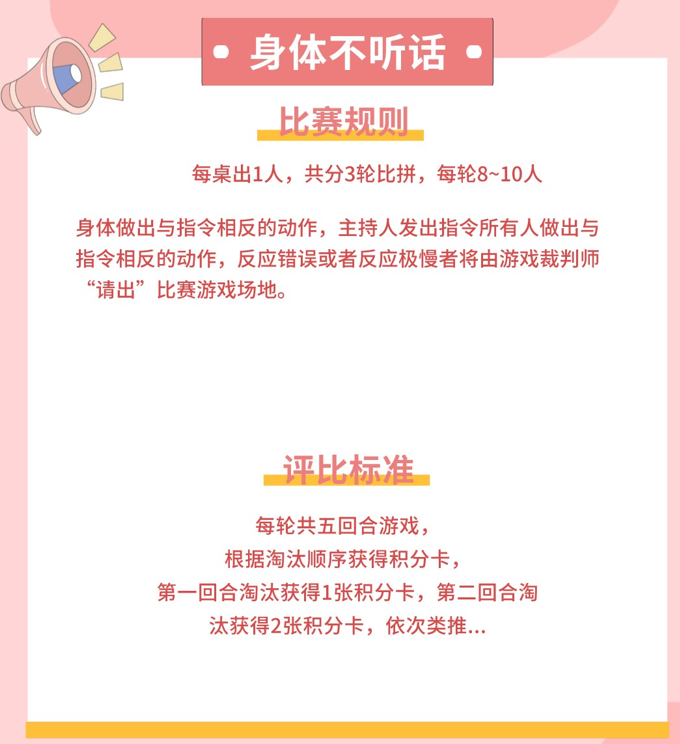 身体不听话
比赛规则
每桌出1人，共分3轮比拼，每轮8~10人
身体做出与指令相反的动作，主持人发出指令所有人做出与
指令相反的动作，反应错误或者反应极慢者将由游戏裁判师
“请出”比赛游戏场地。
评比标准
每轮共五回合游戏，
根据淘汰顺序获得积分卡，
第一回合淘汰获得1张积分卡，第二回合淘
汰获得2张积分卡，依次类推...